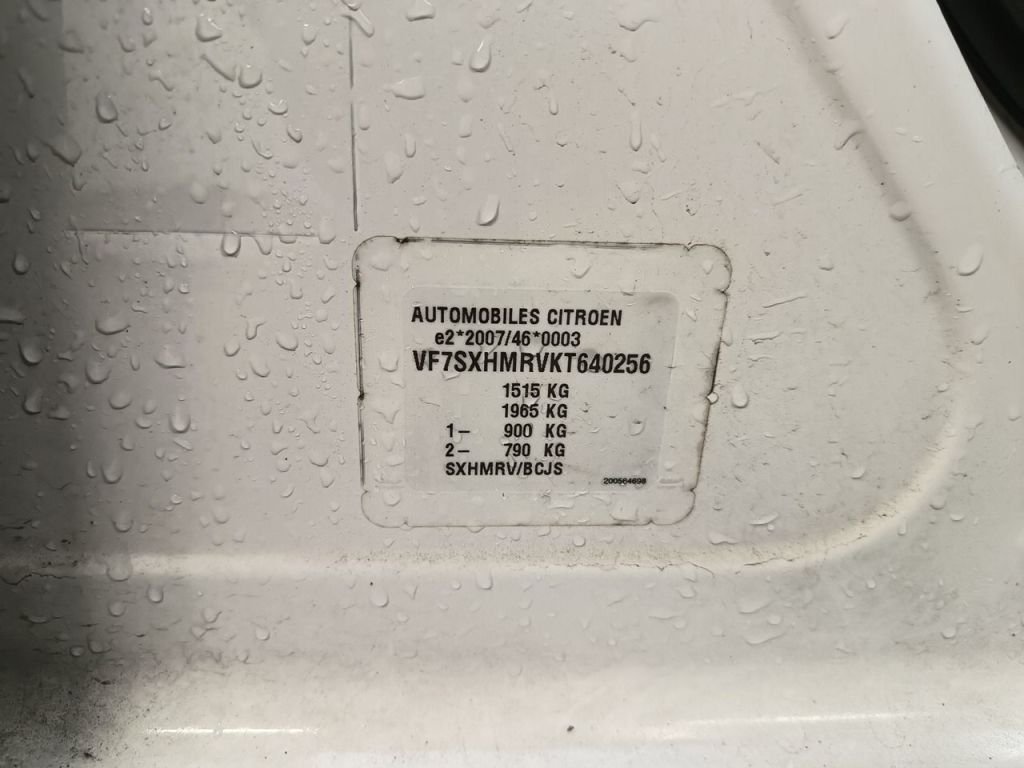 AUTOMOBILES CITROEN
e2*2007/46*0003
VF7SXHMRVKT640256
1515 KG
1965 KG
1- 900 KG
2- 790 KG
SXHMRV/BCJS
200564698